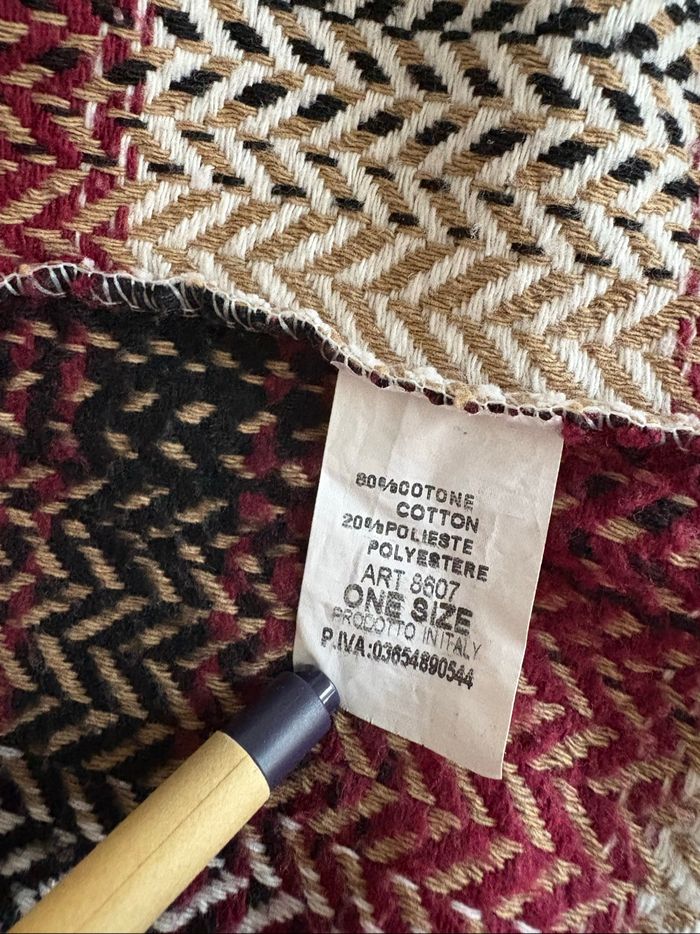 80%COTONE
COTTON
20%POLIESTE
POLYESTERE
ART 8607
ONE SIZE
PRODOTTO IN ITALY
P.IVA:03654890544